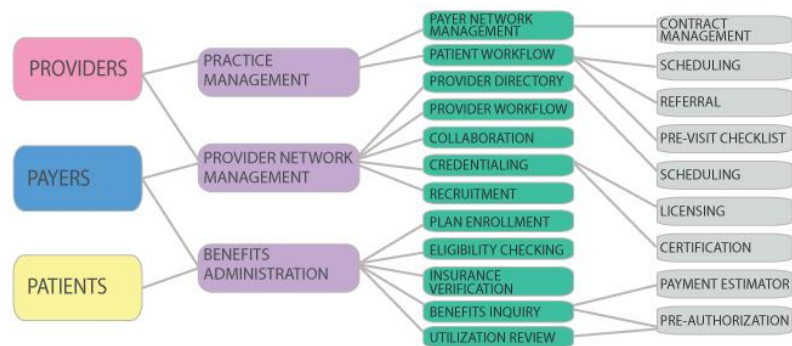 PROVIDERS
PAYERS
PATIENTS
PRACTICE
MANAGEMENT
PROVIDER NETWORK
MANAGEMENT
BENEFITS
ADMINISTRATION
PAYER NETWORK
MANAGEMENT
PATIENT WORKFLOW
PROVIDER DIRECTORY
PROVIDER WORKFLOW
COLLABORATION
CREDENTIALING
RECRUITMENT
PLAN ENROLLMENT
ELIGIBILITY CHECKING
INSURANCE
VERIFICATION
BENEFITS INQUIRY
UTILIZATION REVIEW
CONTRACT
MANAGEMENT
SCHEDULING
REFERRAL
PRE-VISIT CHECKLIST
SCHEDULING
LICENSING
CERTIFICATION
PAYMENT ESTIMATOR
PRE-AUTHORIZATION